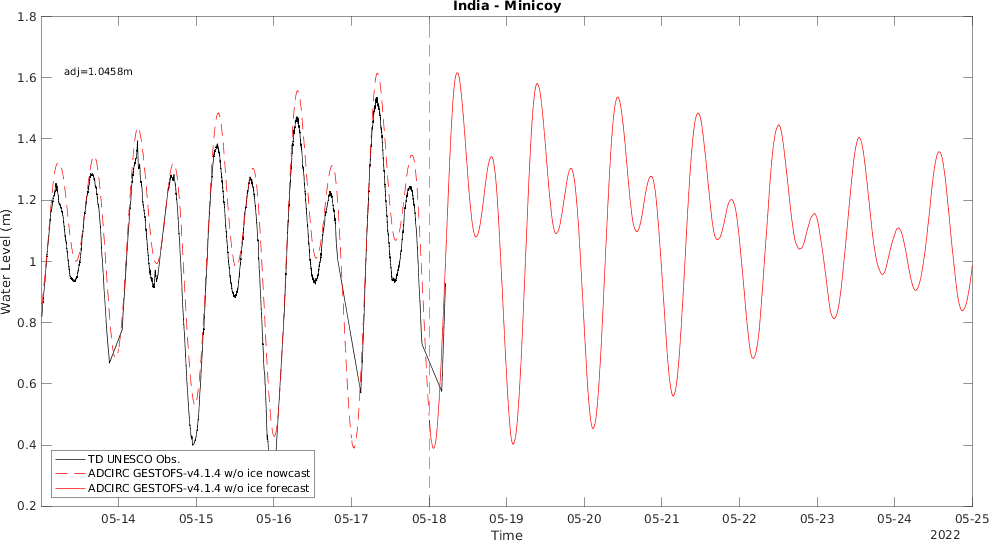 India - Minicoy
adj=1.0458m
Water Level (m)
1.8
1.6
1.4
1.2
1
0.8
0.6
0.4
0.2
TD UNESCO Obs.
ADCIRC GESTOFS-v4.1.4 w/o ice nowcast
ADCIRC GESTOFS-v4.1.4 w/o ice forecast
05-14 05-15 05-16 05-17 05-18 05-19 05-20 05-21 05-22 05-23 05-24 05-25
Time
2022